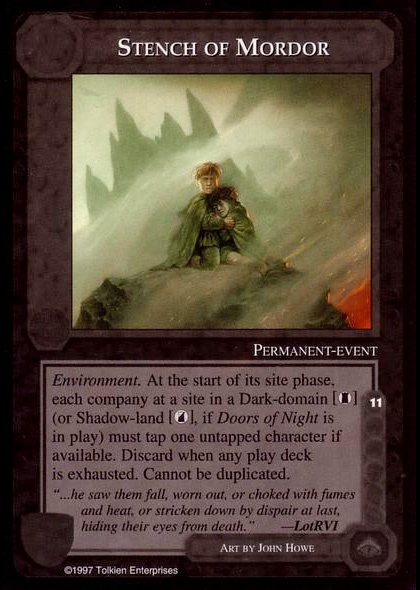 STENCH OF MORDOR
PERMANENT-EVENT
Environment. At the start of its site phase,
each company at a site in a Dark-domain [ ]
(or Shadow-land [ ], if Doors of Night is
in play) must tap one untapped character if
available. Discard when any play deck
is exhausted. Cannot be duplicated.
11
“...he saw them fall, worn out, or choked with fumes
and heat, or stricken down by dispair at last,
hiding their eyes from death.” —LotRVI
ART BY JOHN HOWE
©1997 Tolkien Enterprises